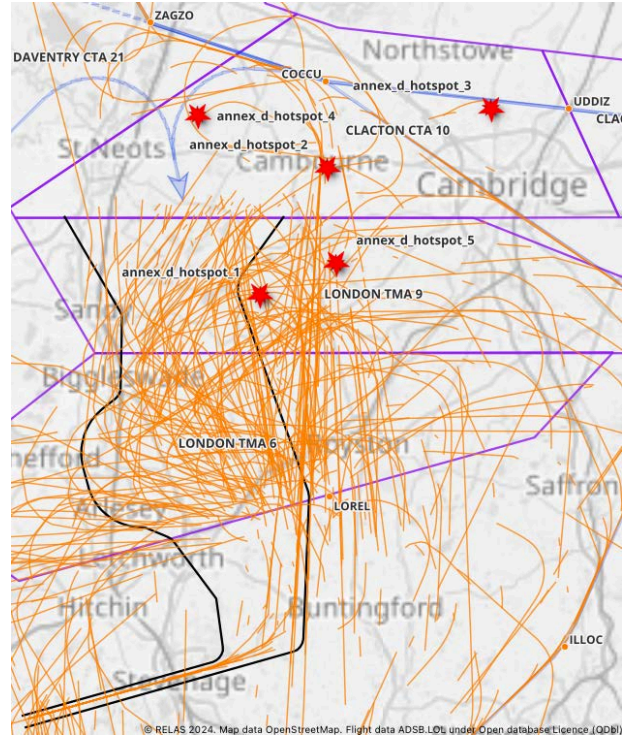 ZAGZO
Northstowe
DAVENTRY CTA 21
COCCU
annex_d_hotspot_3
UDDIZ
annex_d_hotspot_4
CLACTON CTA 10
St Neots
annex_d_hotspot_2
Cambourne
Cambridge
annex_d_hotspot_5
annex_d_hotspot_1
LONDON TMA 9
Sandy
Biggleswade
LONDON TMA 6
Royston
Saffron
LOREL
Arlesey
Letchworth
Hitchin
Buntingford
ILLOC
Stevenage
© RELAS 2024. Map data OpenStreetMap. Flight data ADSB.LOL under Open database Licence (ODbl)